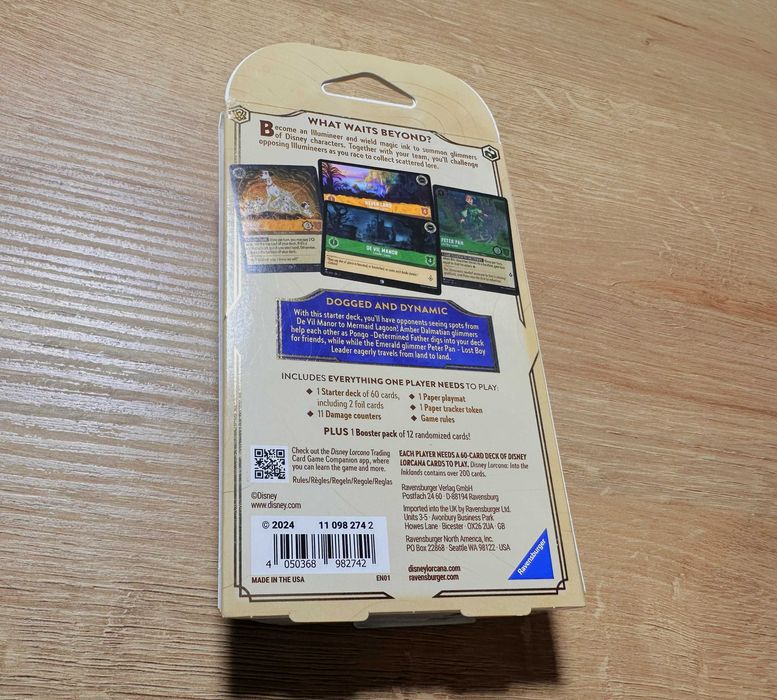 WHAT WAITS BEYOND?
Become an Illumineer and wield magic ink to summon glimmers
of Disney characters. Together with your team, you'll challenge
opposing Illumineers as you race to collect scattered lore.
NEVER LAND
DE VIL MANOR
PETER PAN
DOGGED AND DYNAMIC
With this starter deck, you'll have opponents seeing spots from
De Vil Manor to Mermaid Lagoon! Amber Dalmatian glimmers
help each other as Pongo -Determined Father digs into your deck
for friends, while while the Emerald glimmer Peter Pan - Lost Boy
Leader eagerly travels from land to land.
INCLUDES EVERYTHING ONE PLAYER NEEDS TO PLAY:
◆ 1 Starter deck of 60 cards,
including 2 foil cards
◆ 11 Damage counters
◆ 1 Paper playmat
◆ 1 Paper tracker token
◆ Game rules
PLUS 1 Booster pack of 12 randomized cards!
Check out the Disney Lorcana Trading
Card Game Companion app, where
you can learn the game and more.
Rules/Règles/Regeln/Regole/Reglas
©Disney
www.disney.com
© 2024 11 098 274 2
4 050368 982742
MADE IN THE USA EN01
EACH PLAYER NEEDS A 60-CARD DECK OF DISNEY
LORCANA CARDS TO PLAY. Disney Lorcana: Into the
Inklands contains over 200 cards.
Ravensburger Verlag GmbH
Postfach 24 60 · D-88194 Ravensburg
Imported into the UK by Ravensburger Ltd.
Units 3-5 · Avonbury Business Park
Howes Lane · Bicester · OX26 2UA · GB
Ravensburger North America, Inc.
PO Box 22868 · Seattle WA 98122 · USA
disneylorcana.com
ravensburger.com
Ravensburger